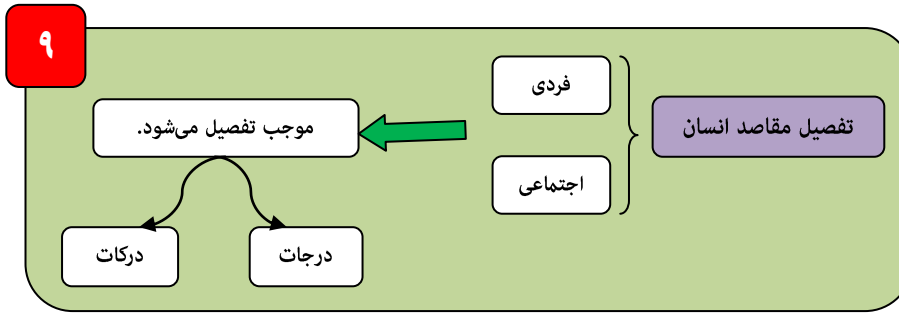 ۹
تفصیل مقاصد انسان
فردی
اجتماعی
موجب تفصیل می‌شود.
درجات
درکات